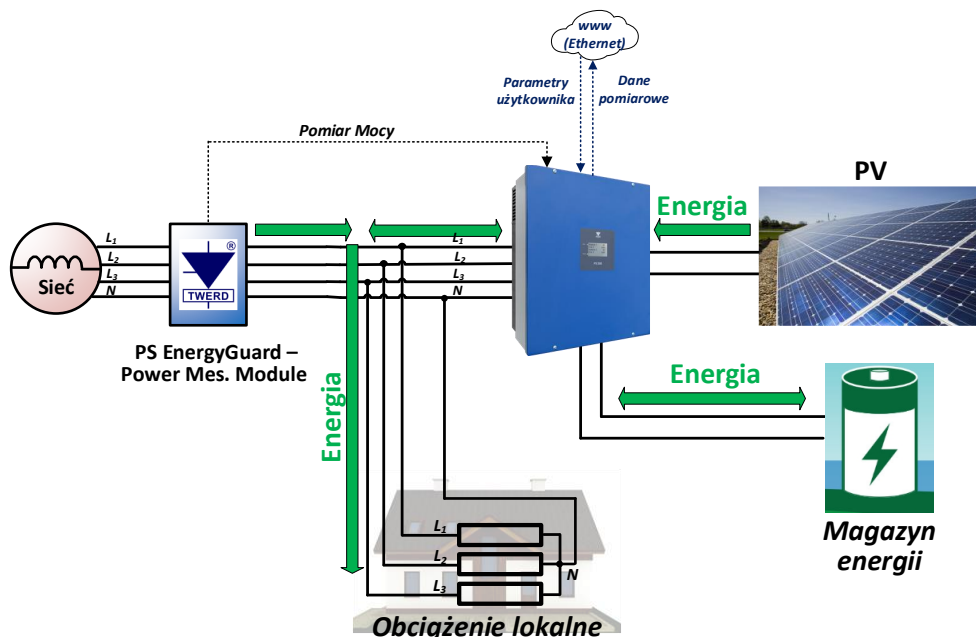 www
(Ethernet)
Parametry
użytkownika
Dane
pomiarowe
Pomiar Mocy
PV
Energia
L1
L2
L3
N
Sieć
®
TWERD
L1
L2
L3
N
PS EnergyGuard –
Power Mes. Module
Energia
Energia
Magazyn
energii
L1
L2
L3
N
Obciążenie lokalne